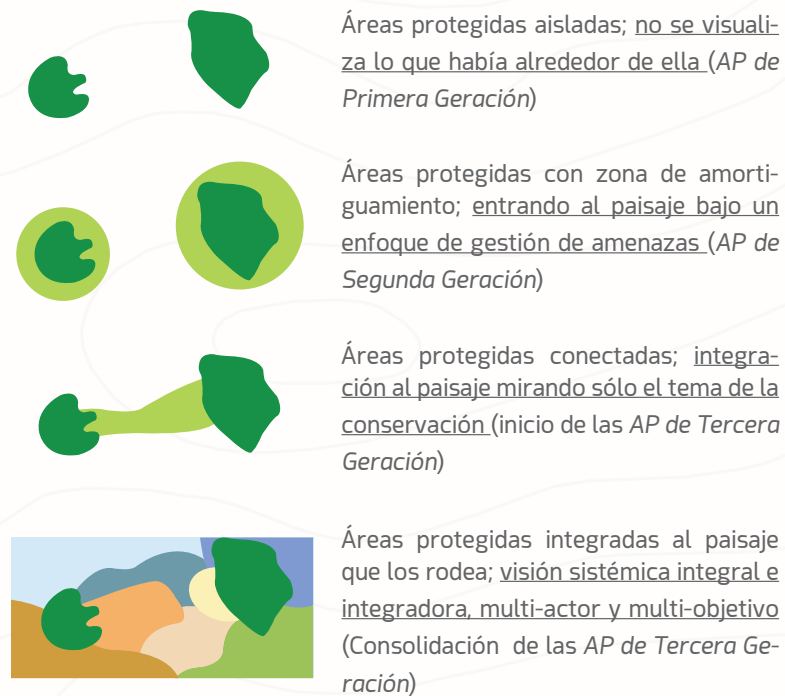 Áreas protegidas aisladas; no se visuali-
za lo que había alrededor de ella (AP de
Primera Geración)
Áreas protegidas con zona de amorti-
guamiento; entrando al paisaje bajo un
enfoque de gestión de amenazas (AP de
Segunda Geración)
Áreas protegidas conectadas; integra-
ción al paisaje mirando sólo el tema de la
conservación (inicio de las AP de Tercera
Geración)
Áreas protegidas integradas al paisaje
que los rodea; visión sistémica integral e
integradora, multi-actor y multi-objetivo
(Consolidación de las AP de Tercera Ge-
ración)